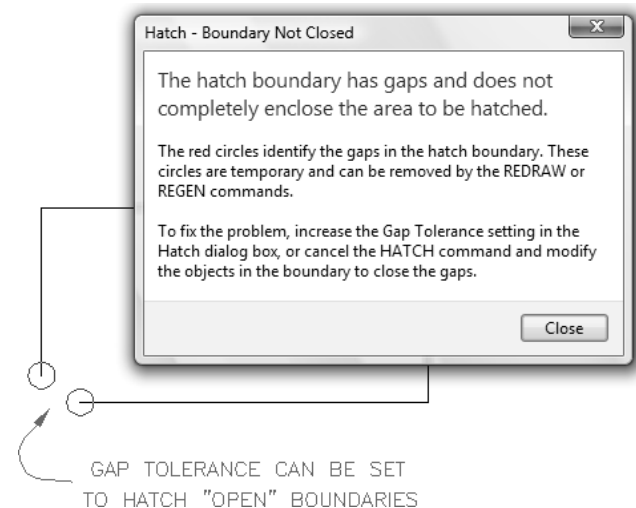 Hatch - Boundary Not Closed
The hatch boundary has gaps and does not
completely enclose the area to be hatched.
The red circles identify the gaps in the hatch boundary. These
circles are temporary and can be removed by the REDRAW or
REGEN commands.
To fix the problem, increase the Gap Tolerance setting in the
Hatch dialog box, or cancel the HATCH command and modify
the objects in the boundary to close the gaps.
Close
GAP TOLERANCE CAN BE SET
TO HATCH "OPEN" BOUNDARIES